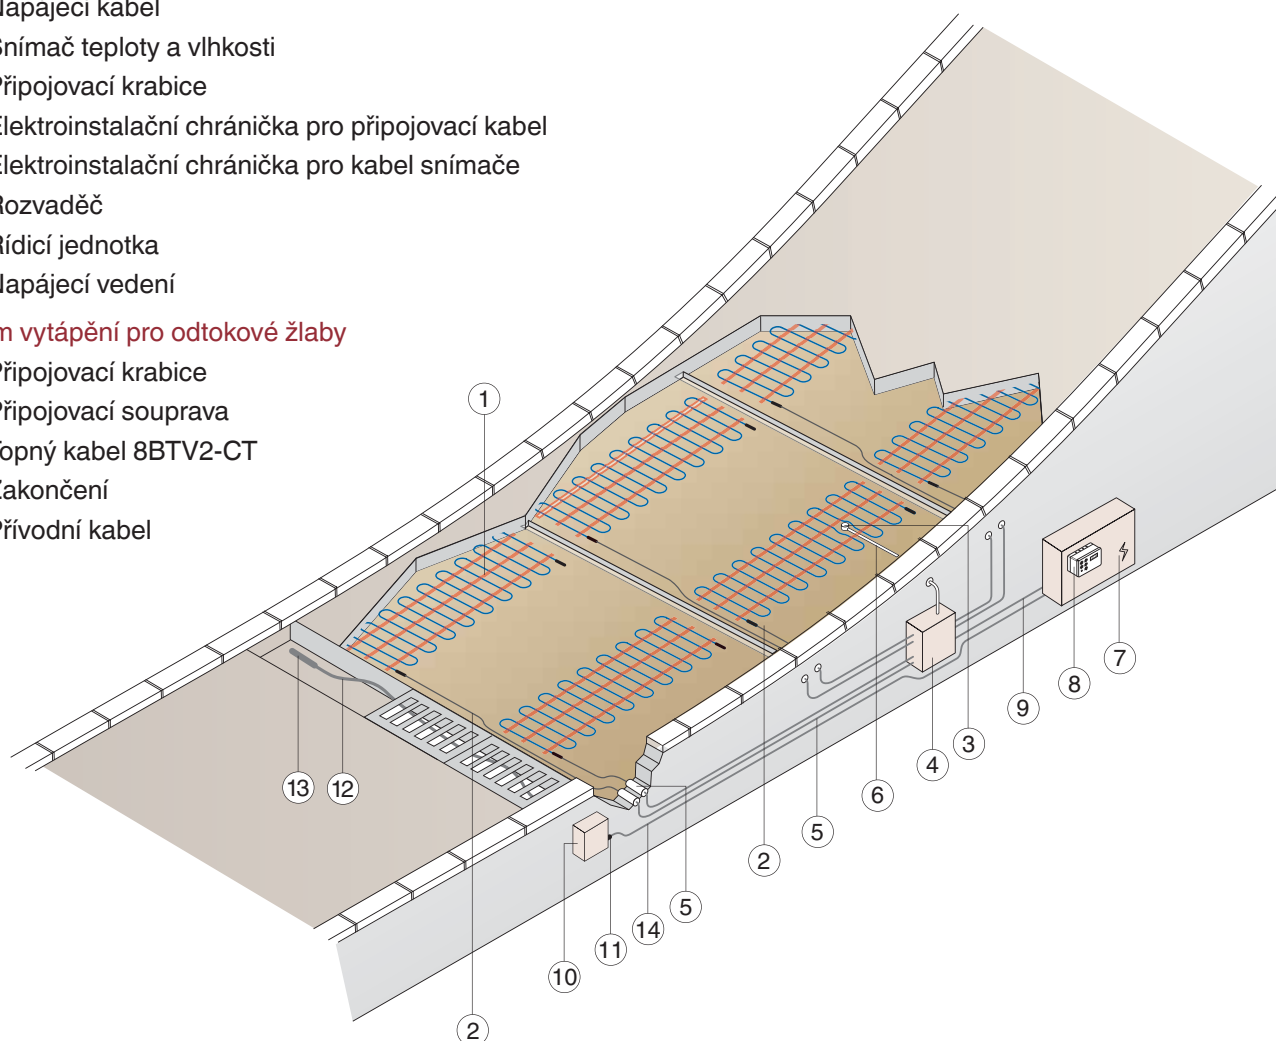 Napájecí kabel
Snímač teploty a vlhkosti
Připojovací krabice
Elektroinstalační chránička pro připojovací kabel
Elektroinstalační chránička pro kabel snímače
Rozvaděč
Řídicí jednotka
Napájecí vedení
m vytápění pro odtokové žlaby
Připojovací krabice
Připojovací souprava
Topný kabel 8BTV2-CT
Zakončení
Přívodní kabel
1
7
8
9
3
4
6
13
12
5
2
5
14
11
10
2